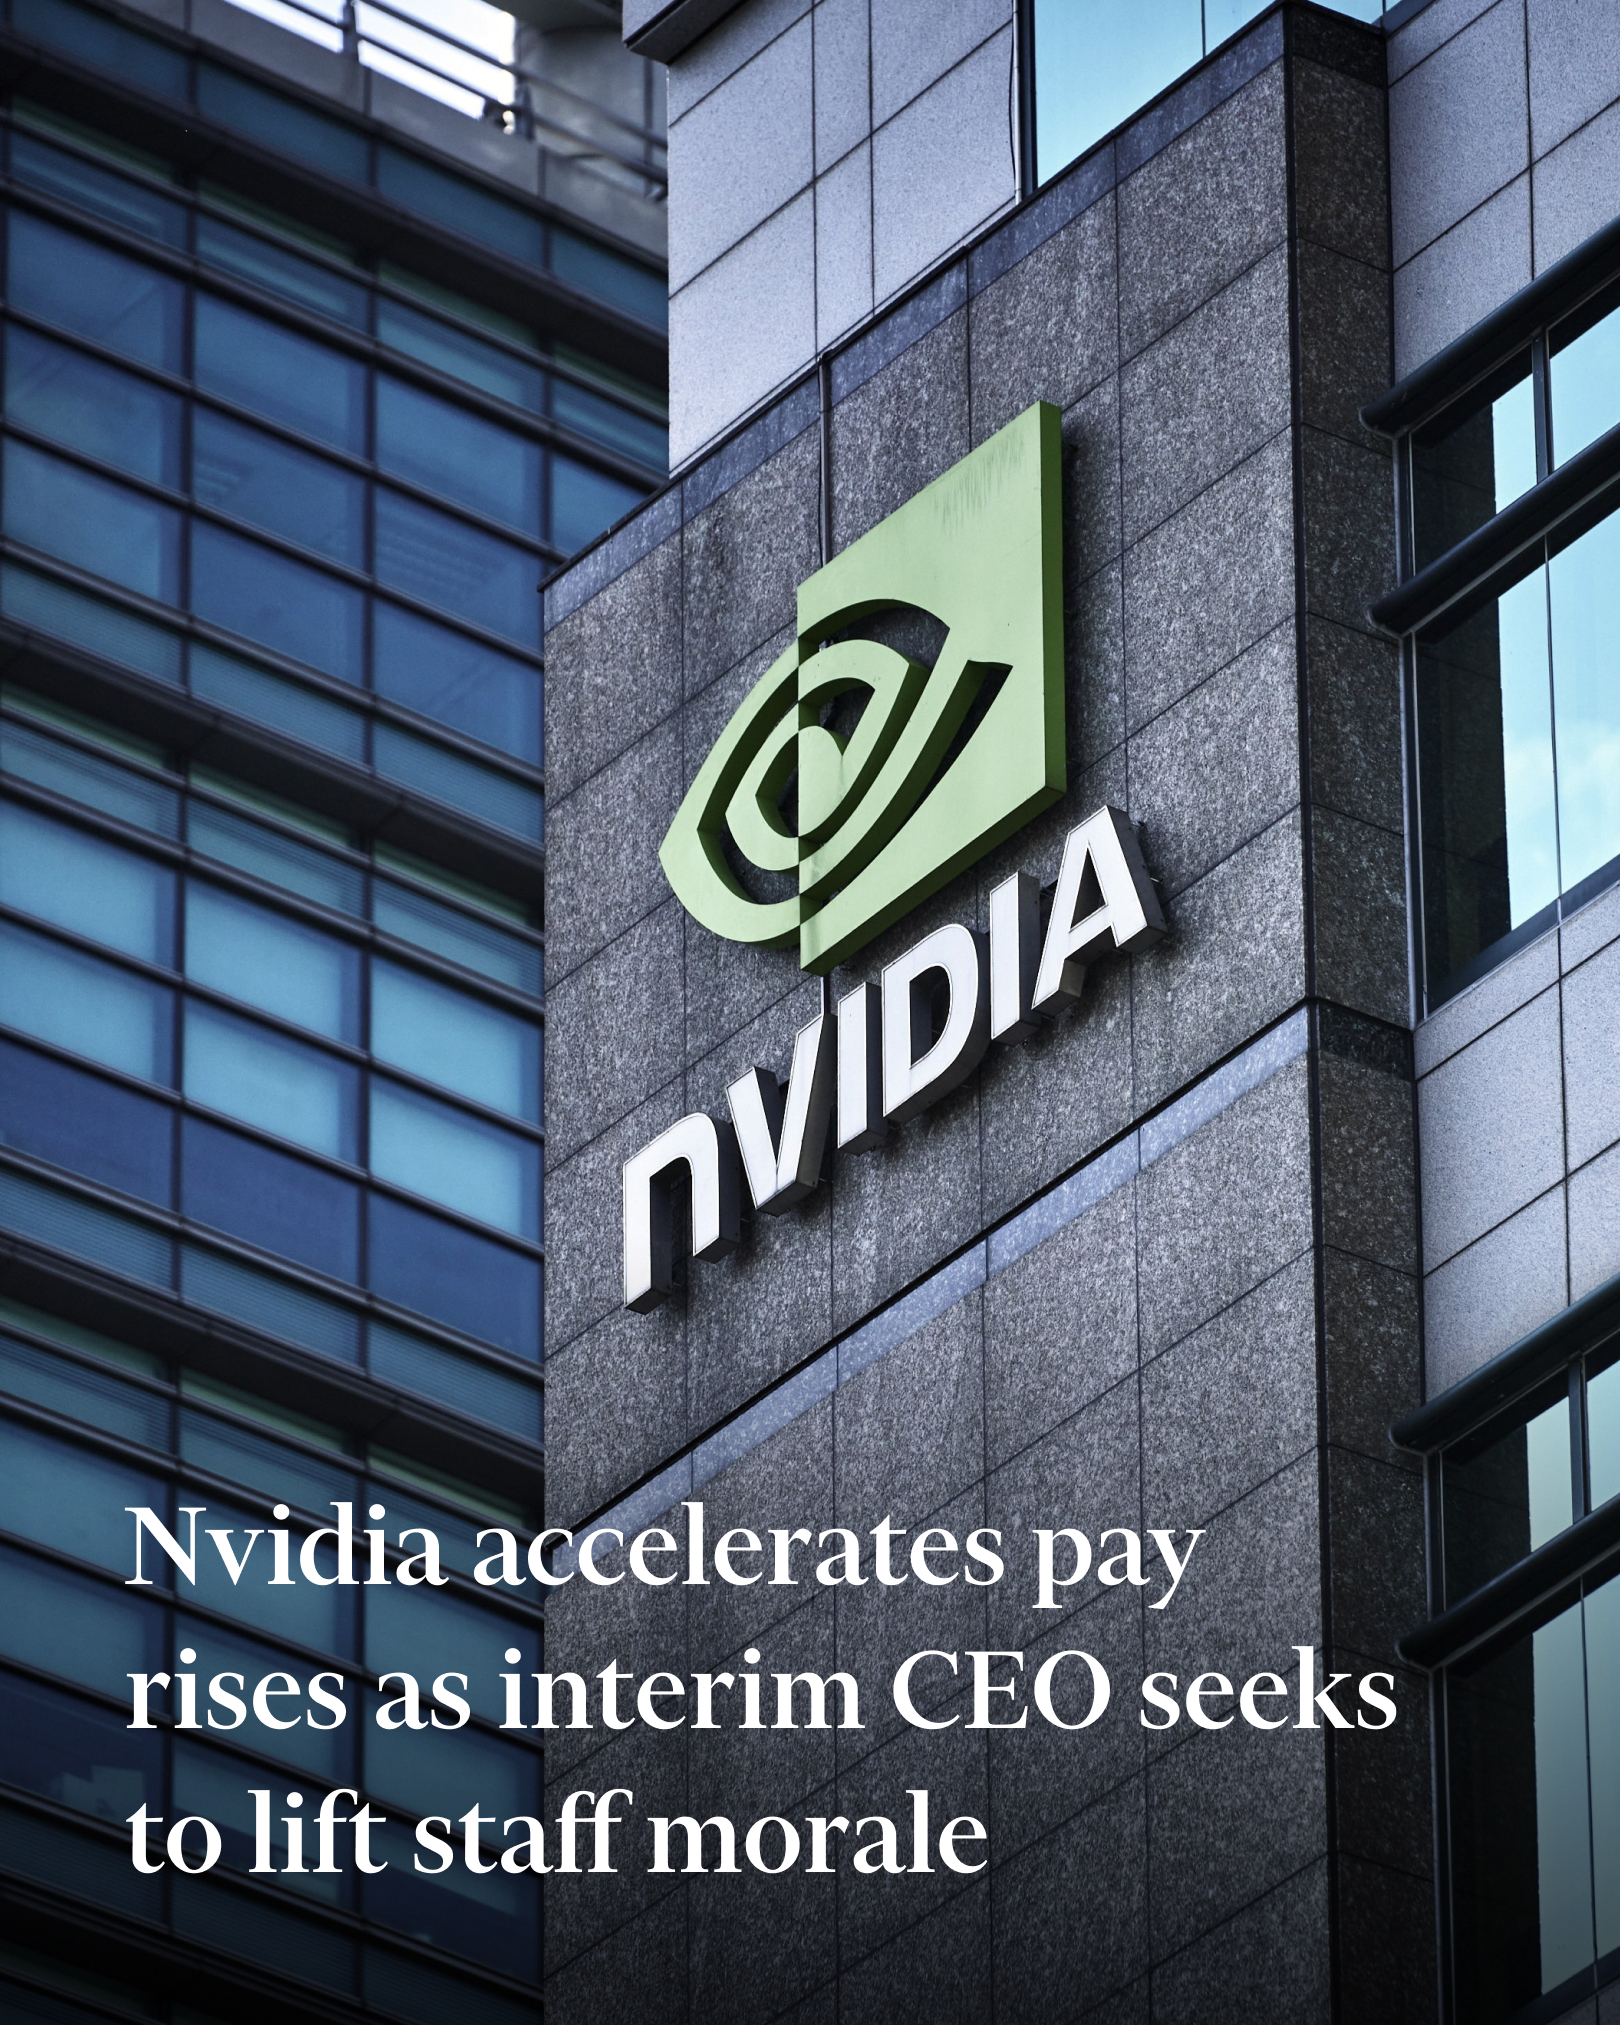 NVIDIA
Nvidia accelerates pay
rises as interim CEO seeks
to lift staff morale